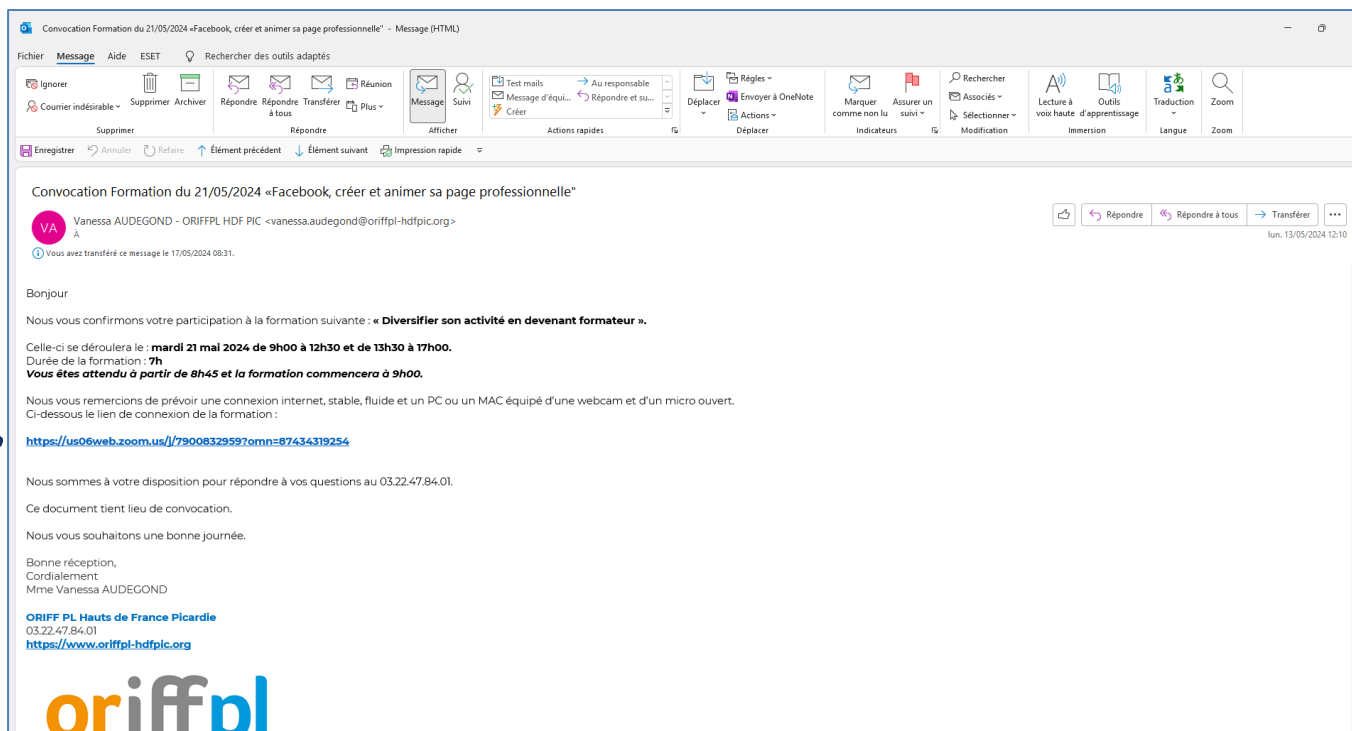 Convocation Formation du 21/05/2024 «Facebook, créer et animer sa page professionnelle" - Message (HTML)
Fichier Message Aide ESET Rechercher des outils adaptés
Ignorer
Courrier indésirable
Supprimer
Archiver
Supprimer
Répondre
Répondre à tous
Transférer
Réunion
Plus
Répondre
Message
Suivi
Afficher
Test mails
Message d'équi...
Créer
Au responsable
Répondre et su...
Actions rapides
Déplacer
Règles
Envoyer à OneNote
Actions
Déplacer
Marquer comme non lu
Assurer un suivi
Indicateurs
Rechercher
Associés
Sélectionner
Modification
Lecture à voix haute
Outils d'apprentissage
Immersion
Traduction
Langue
Zoom
Zoom
Enregistrer Annuler Refaire Élément précédent Élément suivant Impression rapide
Convocation Formation du 21/05/2024 «Facebook, créer et animer sa page professionnelle"
VA
Vanessa AUDEGOND - ORIFFPL HDF PIC <vanessa.audegond@oriffpl-hdfpic.org>
À
Répondre Répondre à tous Transférer
lun. 13/05/2024 12:10
Vous avez transféré ce message le 17/05/2024 08:31.
Bonjour
Nous vous confirmons votre participation à la formation suivante : « Diversifier son activité en devenant formateur ».
Celle-ci se déroulera le : mardi 21 mai 2024 de 9h00 à 12h30 et de 13h30 à 17h00.
Durée de la formation : 7h
Vous êtes attendu à partir de 8h45 et la formation commencera à 9h00.
Nous vous remercions de prévoir une connexion internet, stable, fluide et un PC ou un MAC équipé d'une webcam et d'un micro ouvert.
Ci-dessous le lien de connexion de la formation :
https://us06web.zoom.us/j/7900832959?omn=87434319254
Nous sommes à votre disposition pour répondre à vos questions au 03.22.47.84.01.
Ce document tient lieu de convocation.
Nous vous souhaitons une bonne journée.
Bonne réception,
Cordialement
Mme Vanessa AUDEGOND
ORIFF PL Hauts de France Picardie
03.22.47.84.01
https://www.oriffpl-hdfpic.org
oriffpl